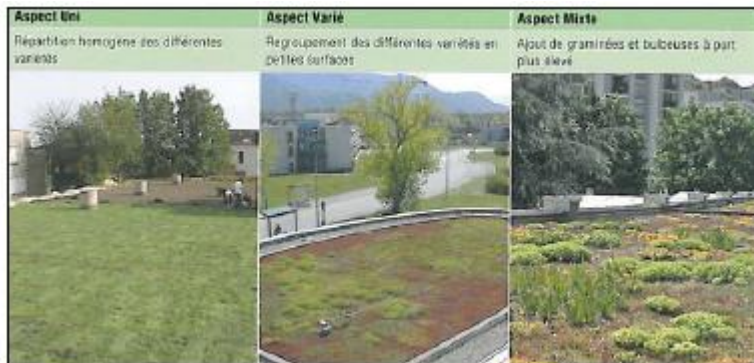 Aspect Uni
Répartition homogène des différentes
variétés
Aspect Varié
Regroupement des différentes variétés en
petites surfaces
Aspect Mixte
Ajout de graminées et bulbeuses à port
plus élevé